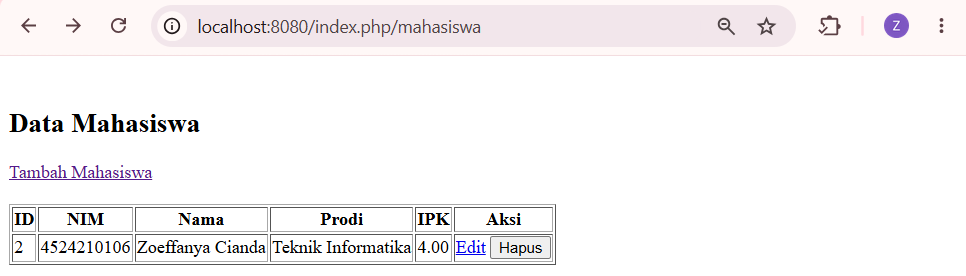 localhost:8080/index.php/mahasiswa
Z
Data Mahasiswa
Tambah Mahasiswa
ID NIM Nama Prodi IPK Aksi
2 4524210106 Zoeffanya Cianda Teknik Informatika 4.00 Edit Hapus